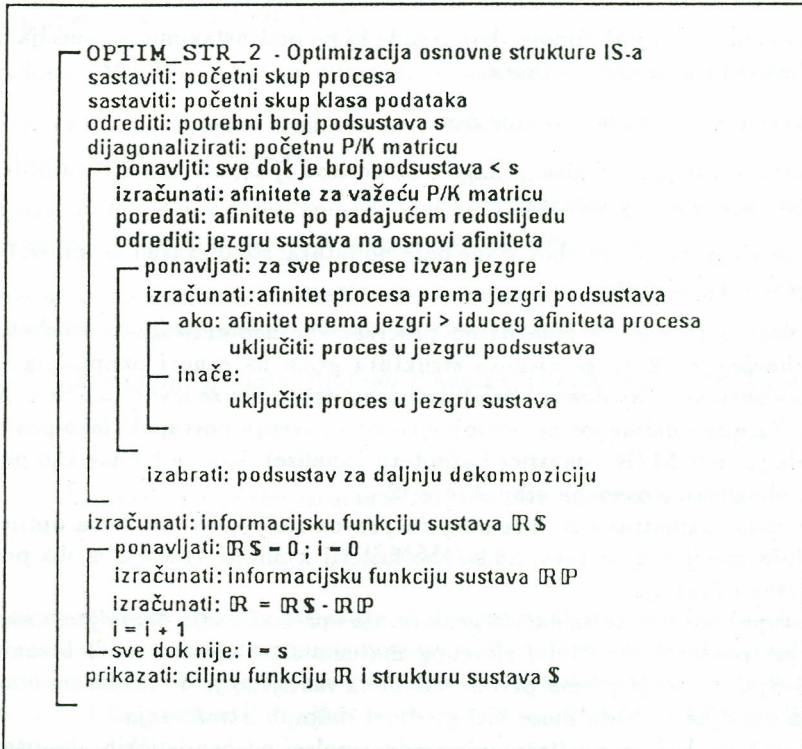 OPTIM_STR_2 - Optimizacija osnovne strukture IS-a
sastaviti: početni skup procesa
sastaviti: početni skup klasa podataka
odrediti: potrebni broj podsustava s
dijagonalizirati: početnu P/K matricu
ponavljti: sve dok je broj podsustava < s
izračunati: afinitete za važeću P/K matricu
poredati: afinitete po padajućem redoslijedu
odrediti: jezgru sustava na osnovi afiniteta
ponavljati: za sve procese izvan jezgre
izračunati: afinitet procesa prema jezgri podsustava
ako: afinitet prema jezgri > iduceg afiniteta procesa
uključiti: proces u jezgru podsustava
inače:
uključiti: proces u jezgru sustava
izabrati: podsustav za daljnju dekompoziciju
izračunati: informacijsku funkciju sustava ℝ$
ponavljati: ℝ$ = 0 ; i = 0
izračunati: informacijsku funkciju sustava ℝℙ
izračunati: ℝ = ℝ$ - ℝℙ
i = i + 1
sve dok nije: i = s
prikazati: ciljnu funkciju ℝ i strukturu sustava $